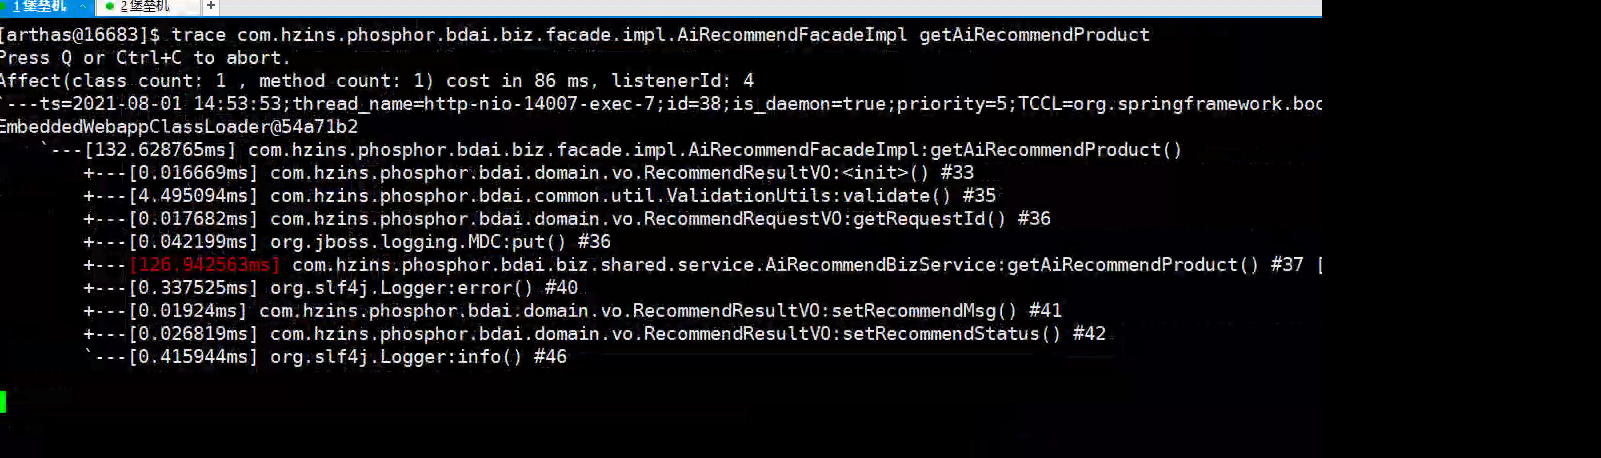 1 堡垒机 2 堡垒机 +
[arthas@16683]$ trace com.hzins.phosphor.bdai.biz.facade.impl.AiRecommendFacadeImpl getAiRecommendProduct
Press Q or Ctrl+C to abort.
Affect(class count: 1 , method count: 1) cost in 86 ms, listenerId: 4
`---ts=2021-08-01 14:53:53;thread_name=http-nio-14007-exec-7;id=38;is_daemon=true;priority=5;TCCL=org.springframework.boo
EmbeddedWebappClassLoader@54a71b2
`---[132.628765ms] com.hzins.phosphor.bdai.biz.facade.impl.AiRecommendFacadeImpl:getAiRecommendProduct()
+---[0.016669ms] com.hzins.phosphor.bdai.domain.vo.RecommendResultVO:<init>() #33
+---[4.495094ms] com.hzins.phosphor.bdai.common.util.ValidationUtils:validate() #35
+---[0.017682ms] com.hzins.phosphor.bdai.domain.vo.RecommendRequestVO:getRequestId() #36
+---[0.042199ms] org.jboss.logging.MDC:put() #36
+---[126.942563ms] com.hzins.phosphor.bdai.biz.shared.service.AiRecommendBizService:getAiRecommendProduct() #37 [
+---[0.337525ms] org.slf4j.Logger:error() #40
+---[0.01924ms] com.hzins.phosphor.bdai.domain.vo.RecommendResultVO:setRecommendMsg() #41
+---[0.026819ms] com.hzins.phosphor.bdai.domain.vo.RecommendResultVO:setRecommendStatus() #42
`---[0.415944ms] org.slf4j.Logger:info() #46